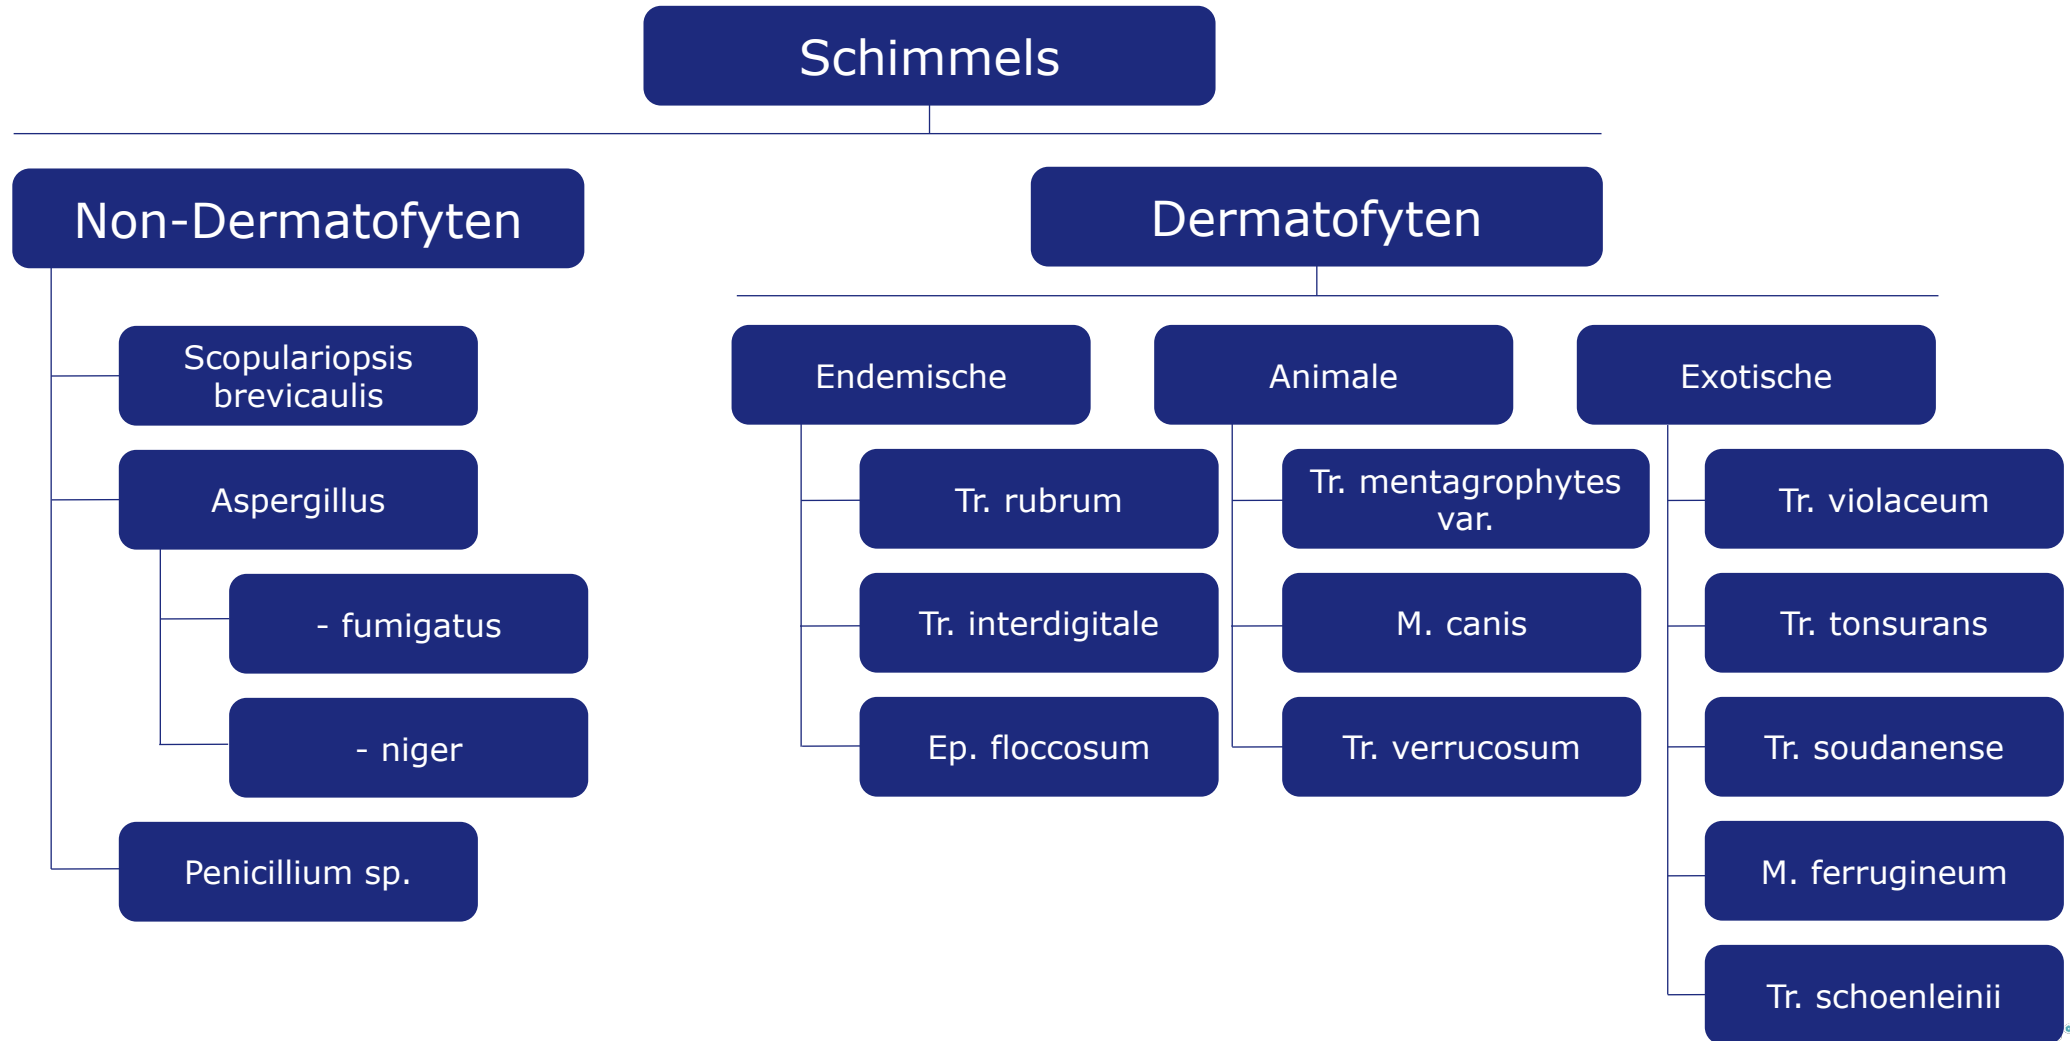 Schimmels
Non-Dermatofyten
Scopulariopsis
brevicaulis
Aspergillus
- fumigatus
- niger
Penicillium sp.
Dermatofyten
Endemische
Tr. rubrum
Tr. interdigitale
Ep. floccosum
Animale
Tr. mentagrophytes
var.
M. canis
Tr. verrucosum
Exotische
Tr. violaceum
Tr. tonsurans
Tr. soudanense
M. ferrugineum
Tr. schoenleinii